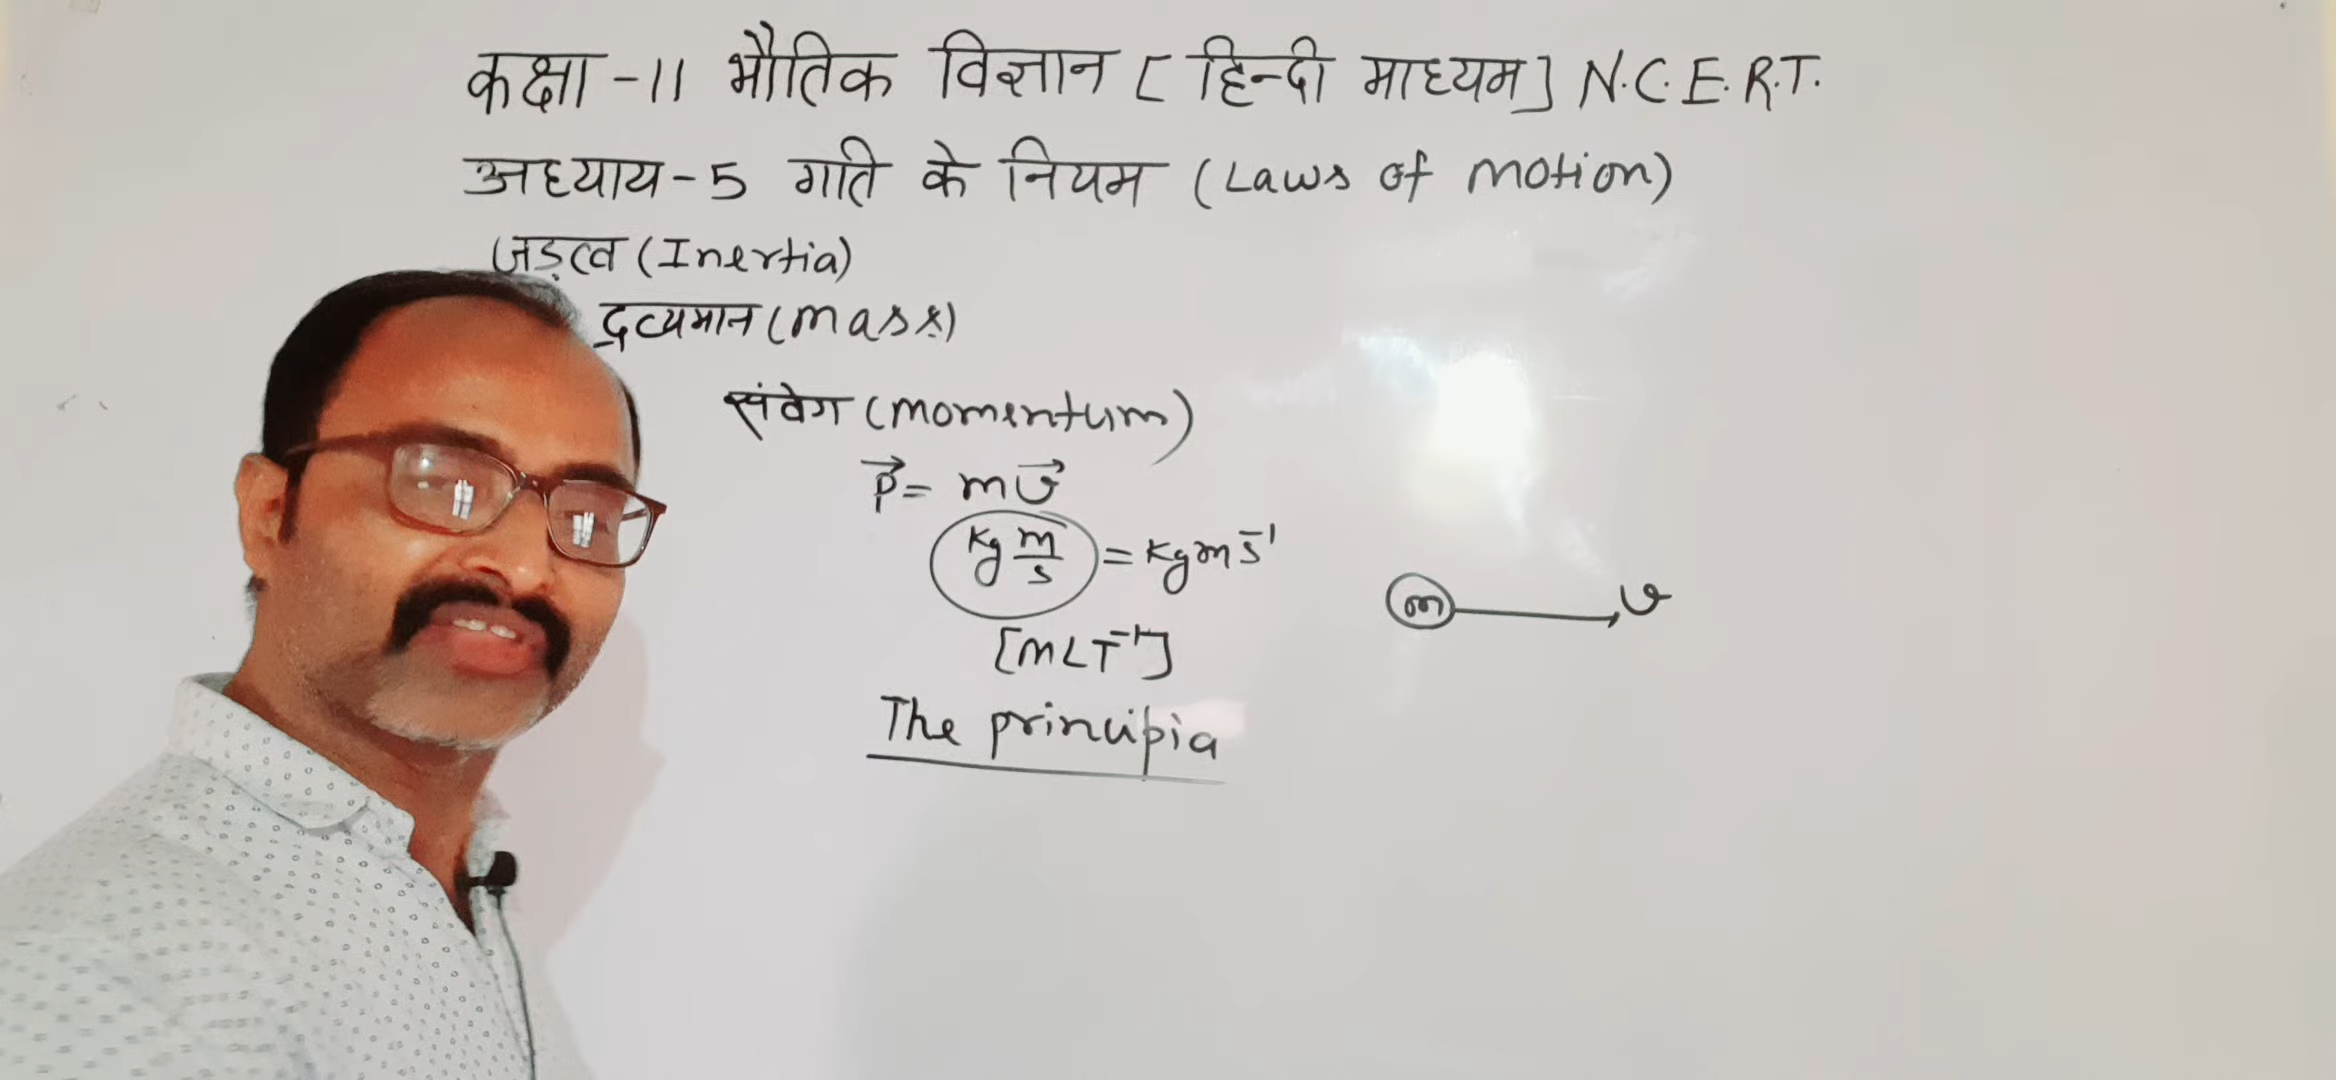 कक्षा -11 भौतिक विज्ञान [ हिन्दी माध्यम] N.C.E.R.T.
अध्याय-5 गति के नियम (Laws of motion)
जड़त्व (Inertia)
द्रव्यमान (mass)
संवेग (momentum)
p⃗ = mv⃗
kg m/s = kgms⁻¹
[MLT⁻¹]
m v
The principia